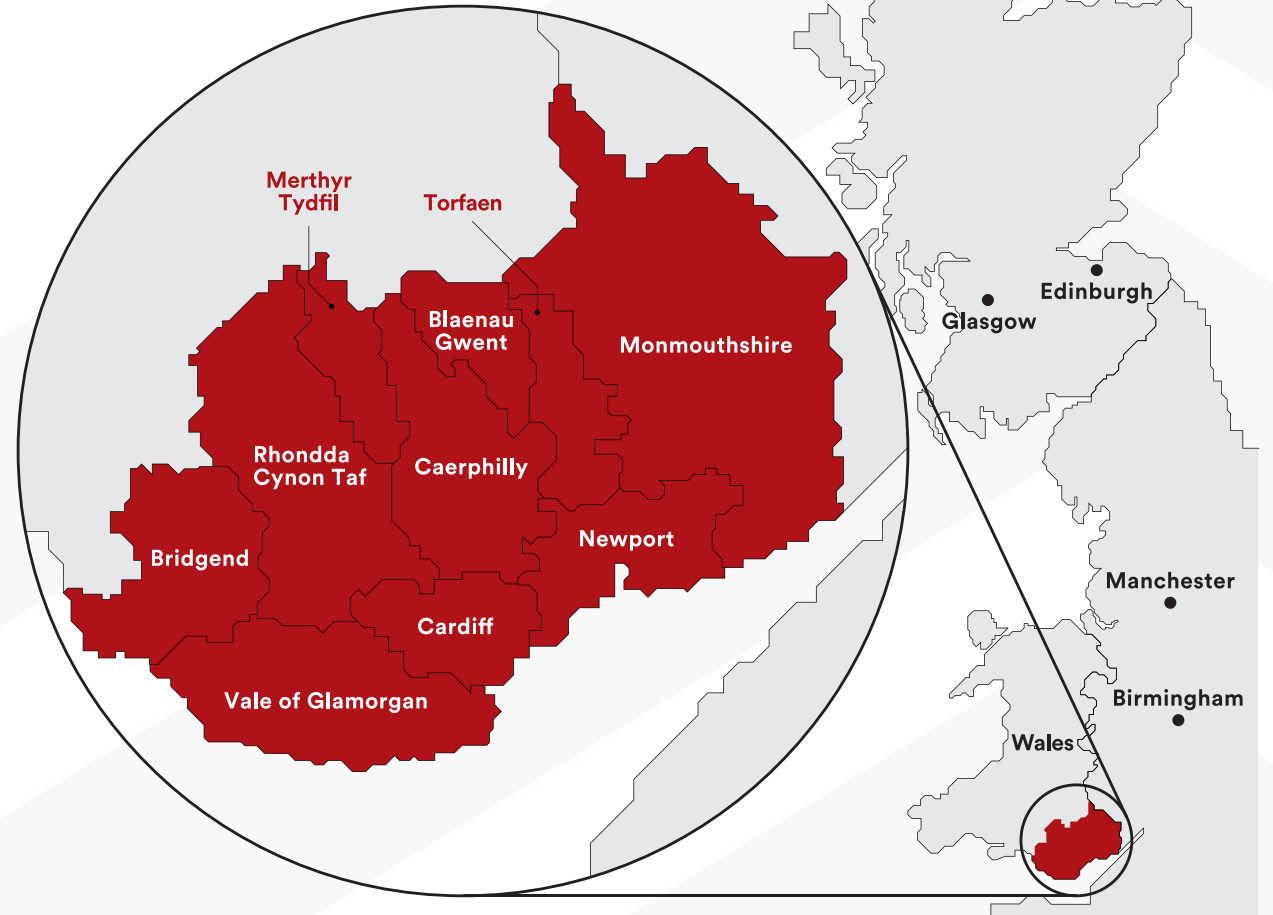 Merthyr
Tydfil
Torfaen
Blaenau
Gwent
Monmouthshire
Rhondda
Cynon Taf
Caerphilly
Newport
Bridgend
Cardiff
Vale of Glamorgan
Edinburgh
Glasgow
Manchester
Birmingham
Wales